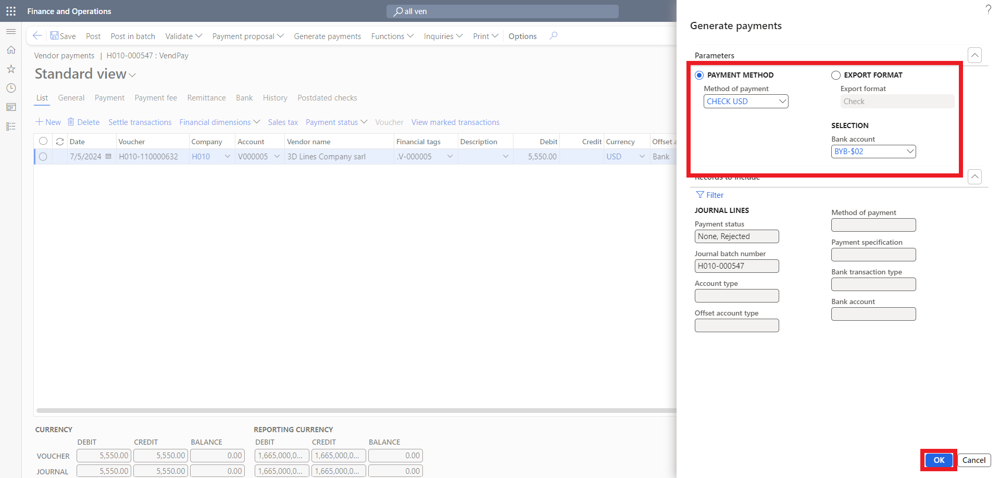 Finance and Operations
all ven
?
Save Post Post in batch Validate Payment proposal Generate payments Functions Inquiries Print Options
Vendor payments | H010-000547 : VendPay
Standard view
List General Payment Payment fee Remittance Bank History Postdated checks
New Delete Settle transactions Financial dimensions Sales tax Payment status Voucher View marked transactions
Date Voucher Company Account Vendor name Financial tags Description Debit Credit Currency Offset a
7/5/2024 H010-110000632 H010 V000005 3D Lines Company sarl .V-000005 5,550.00 USD Bank
CURRENCY
DEBIT CREDIT BALANCE
VOUCHER 5,550.00 5,550.00 0.00
JOURNAL 5,550.00 5,550.00 0.00
REPORTING CURRENCY
DEBIT CREDIT BALANCE
1,665,000,0... 1,665,000,0... 0.00
1,665,000,0... 1,665,000,0... 0.00
Generate payments
Parameters
PAYMENT METHOD
Method of payment
CHECK USD
EXPORT FORMAT
Export format
Check
SELECTION
Bank account
BYB-$02
Records to include
Filter
JOURNAL LINES
Payment status
None, Rejected
Journal batch number
H010-000547
Account type
Offset account type
Method of payment
Payment specification
Bank transaction type
Bank account
OK Cancel